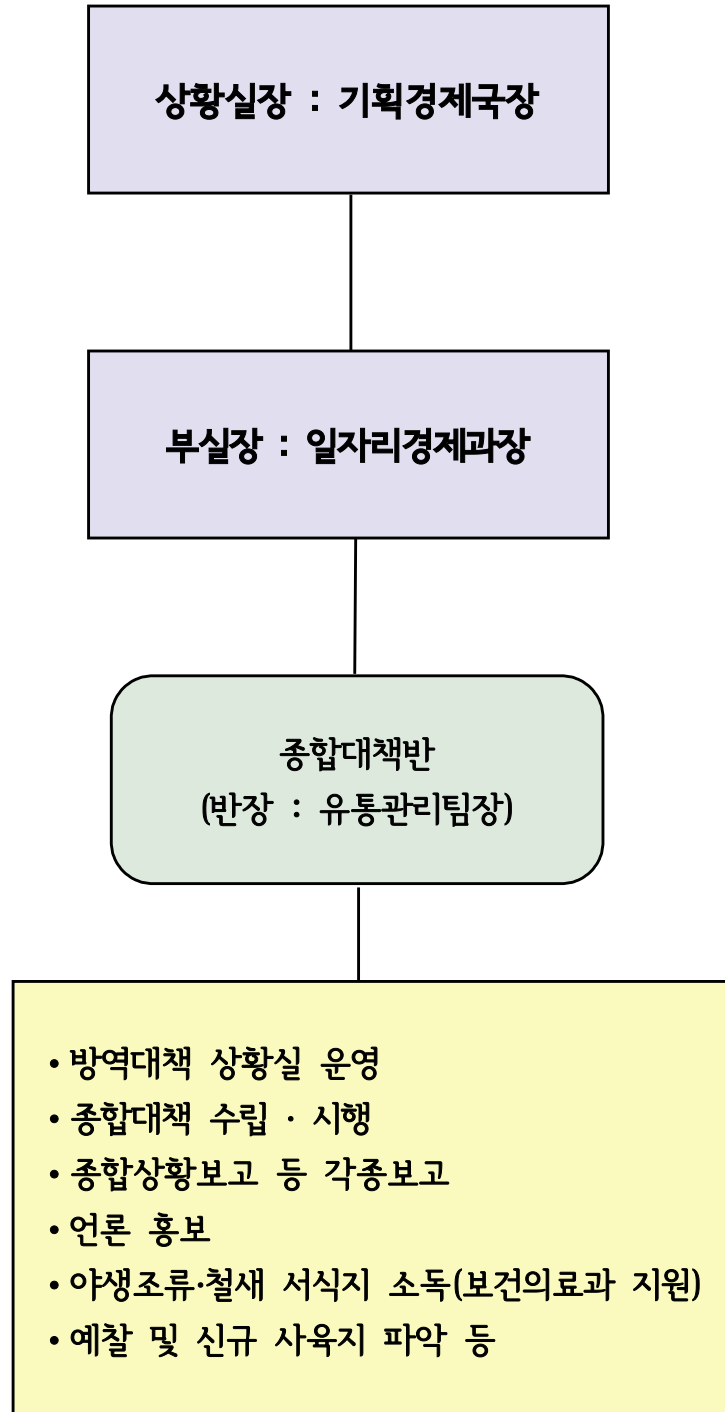 상황실장 : 기획경제국장
부실장 : 일자리경제과장
종합대책반
(반장 : 유통관리팀장)
• 방역대책 상황실 운영
• 종합대책 수립 · 시행
• 종합상황보고 등 각종보고
• 언론 홍보
• 야생조류·철새 서식지 소독(보건의료과 지원)
• 예찰 및 신규 사육지 파악 등